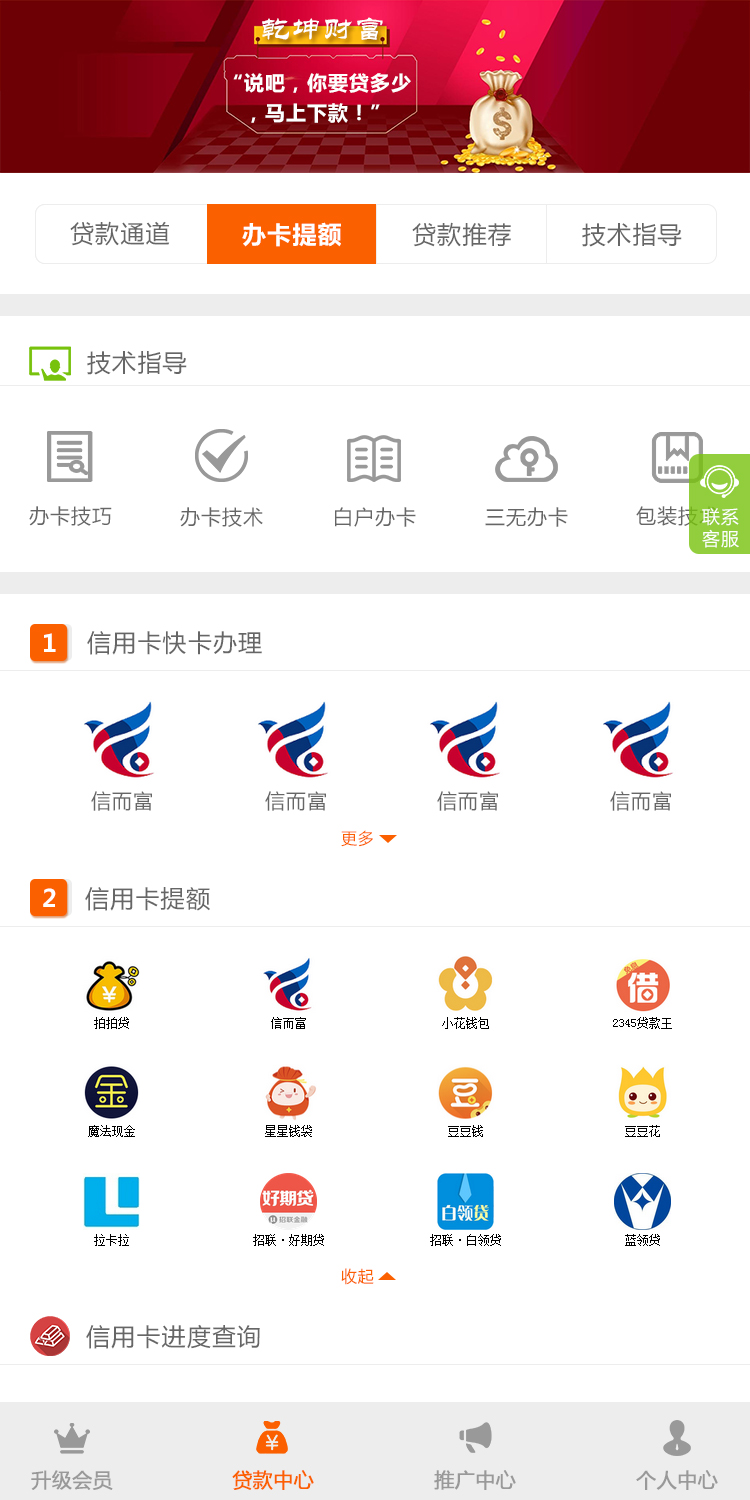 乾坤财富
“说吧，你要贷多少
，马上下款！”
贷款通道 办卡提额 贷款推荐 技术指导
技术指导
办卡技巧 办卡技术 白户办卡 三无办卡 包装技
联系
客服
1 信用卡快卡办理
信而富 信而富 信而富 信而富
更多
2 信用卡提额
借
拍拍贷 信而富 小花钱包 2345贷款王
金 豆
魔法现金 星星钱袋 豆豆钱 豆豆花
好期贷
招联金融
白领贷
拉卡拉 招联·好期贷 招联·白领贷 蓝领贷
收起
信用卡进度查询
升级会员 贷款中心 推广中心 个人中心